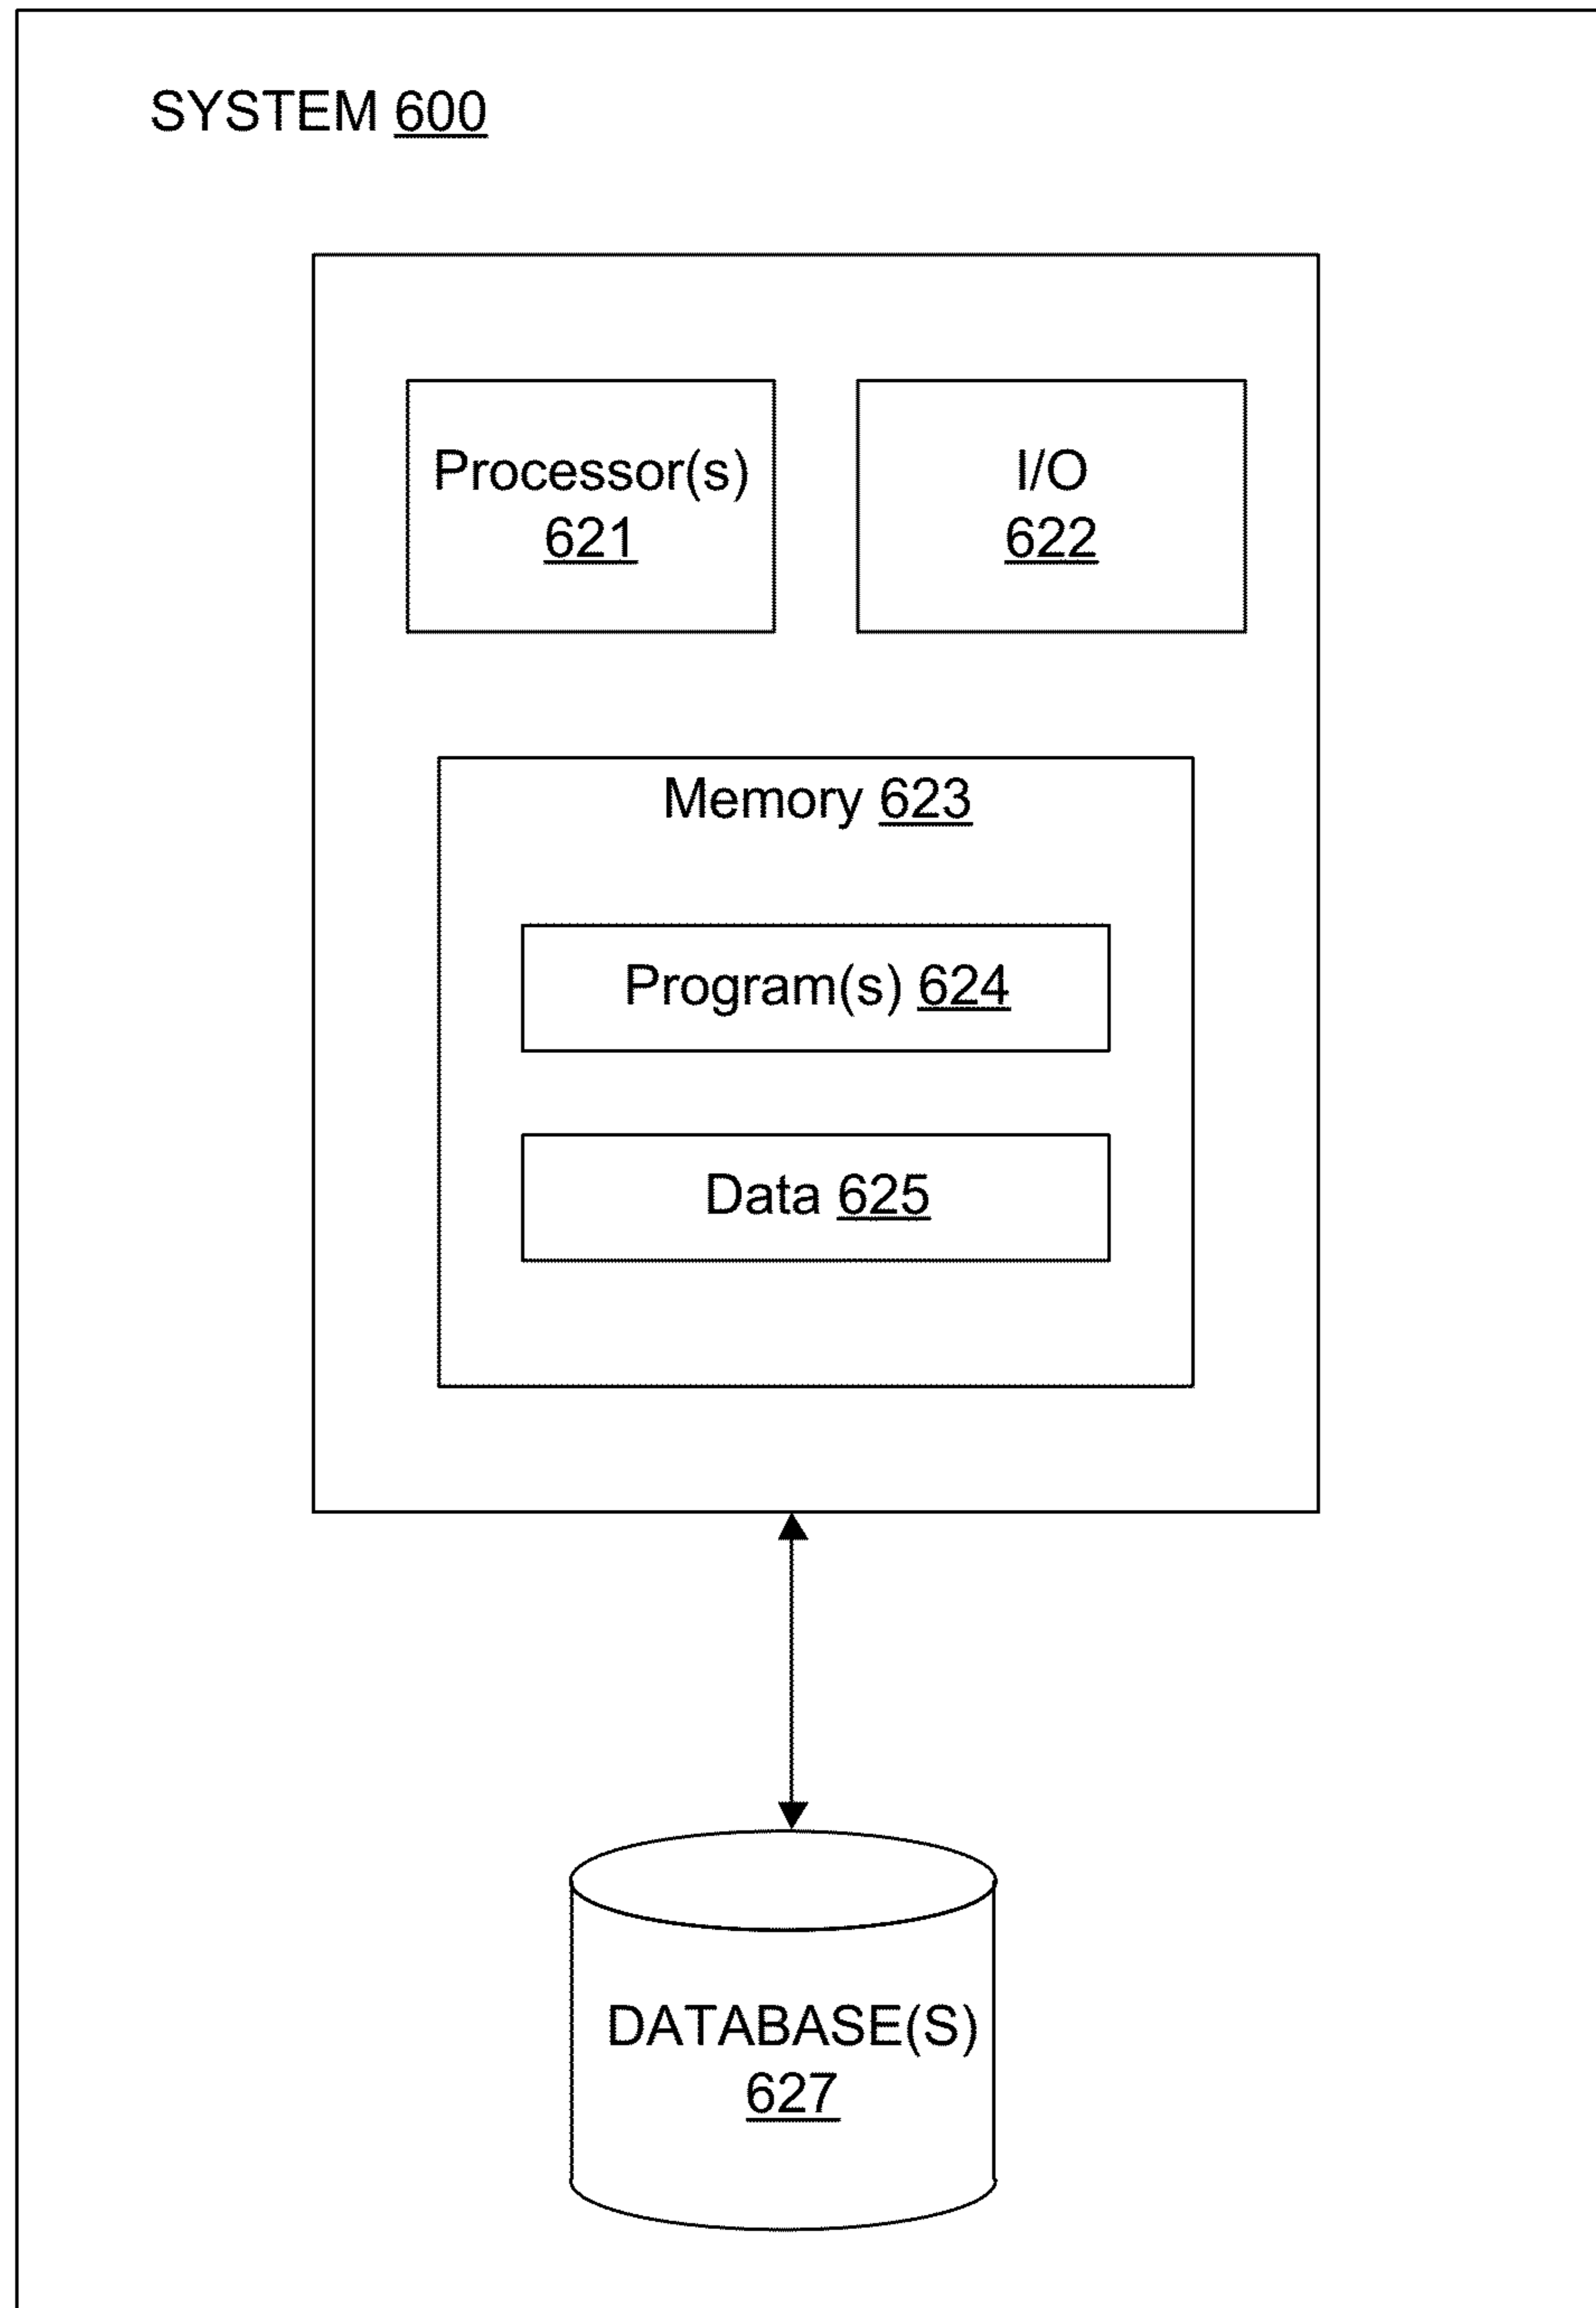 SYSTEM 600
Processor(s)
621
I/O
622
Memory 623
Program(s) 624
Data 625
DATABASE(S)
627